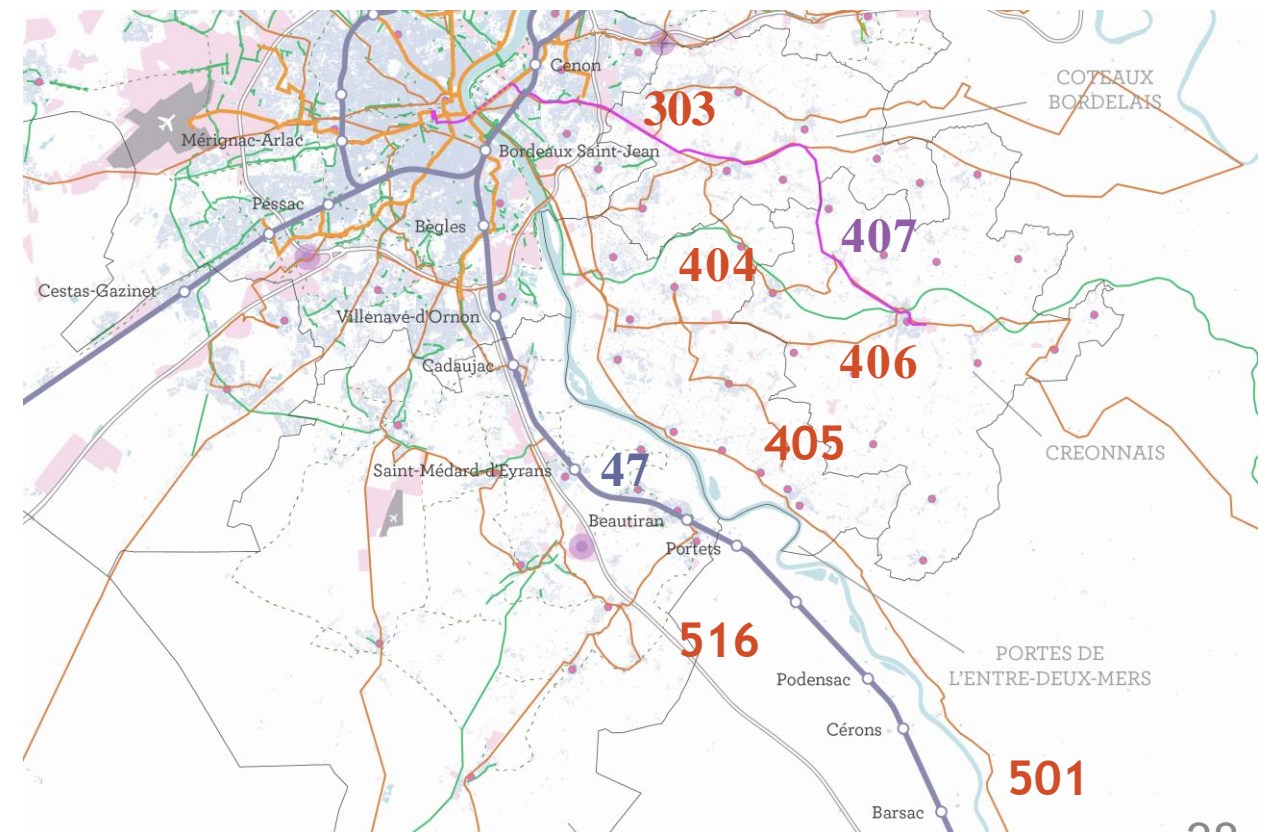 Cenon
COTEAUX
BORDELAIS
303
Mérignac-Arlac
Bordeaux Saint-Jean
Pessac
Bègles
407
404
Cestas-Gazinet
Villenave-d'Ornon
406
Cadaujac
405
CREONNAIS
Saint-Médard-d'Eyrans
47
Beautiran
Portets
516
PORTES DE
L'ENTRE-DEUX-MERS
Podensac
Cérons
501
Barsac